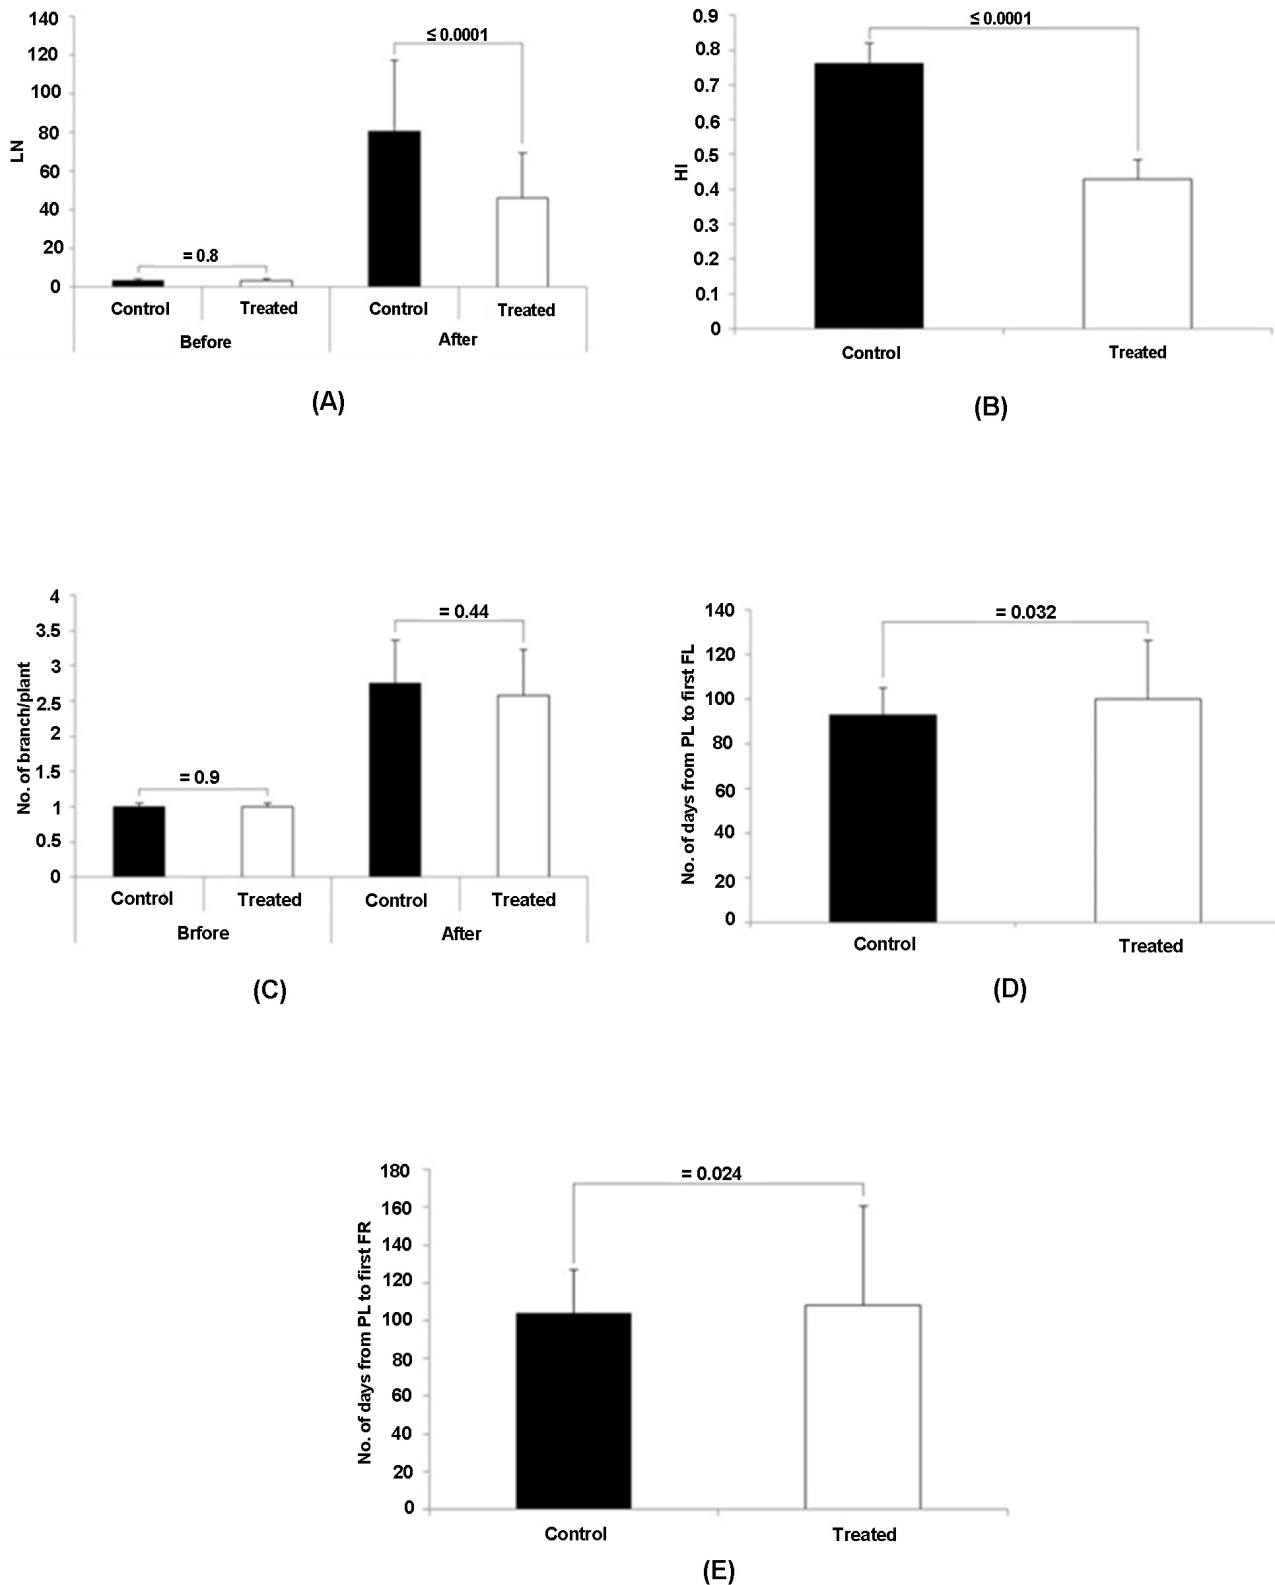 140
120
100
80
60
40
20
0
LN
≤ 0.0001
= 0.8
Control
Treated
Control
Treated
Before
After
(A)
0.9
0.8
0.7
0.6
0.5
0.4
0.3
0.2
0.1
0
HI
≤ 0.0001
Control
Treated
(B)
4
3.5
3
2.5
2
1.5
1
0.5
0
No. of branch/plant
= 0.44
= 0.9
Control
Treated
Control
Treated
Brfore
After
(C)
140
120
100
80
60
40
20
0
No. of days from PL to first FL
= 0.032
Control
Treated
(D)
180
160
140
120
100
80
60
40
20
0
No. of days from PL to first FR
= 0.024
Control
Treated
(E)